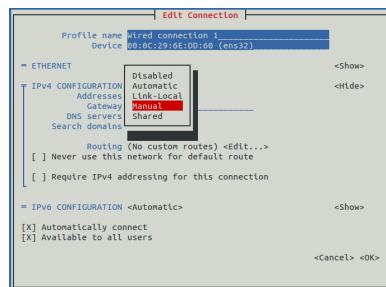 Edit Connection
Profile name Wired connection 1
Device 00:0C:29:6E:DD:60 (ens32)
= ETHERNET <Show>
Disabled
IPv4 CONFIGURATION Automatic <Hide>
Addresses Link-Local
Gateway Manual
DNS servers Shared
Search domains
Routing (No custom routes) <Edit...>
[ ] Never use this network for default route
[ ] Require IPv4 addressing for this connection
= IPv6 CONFIGURATION <Automatic> <Show>
[X] Automatically connect
[X] Available to all users
<Cancel> <OK>